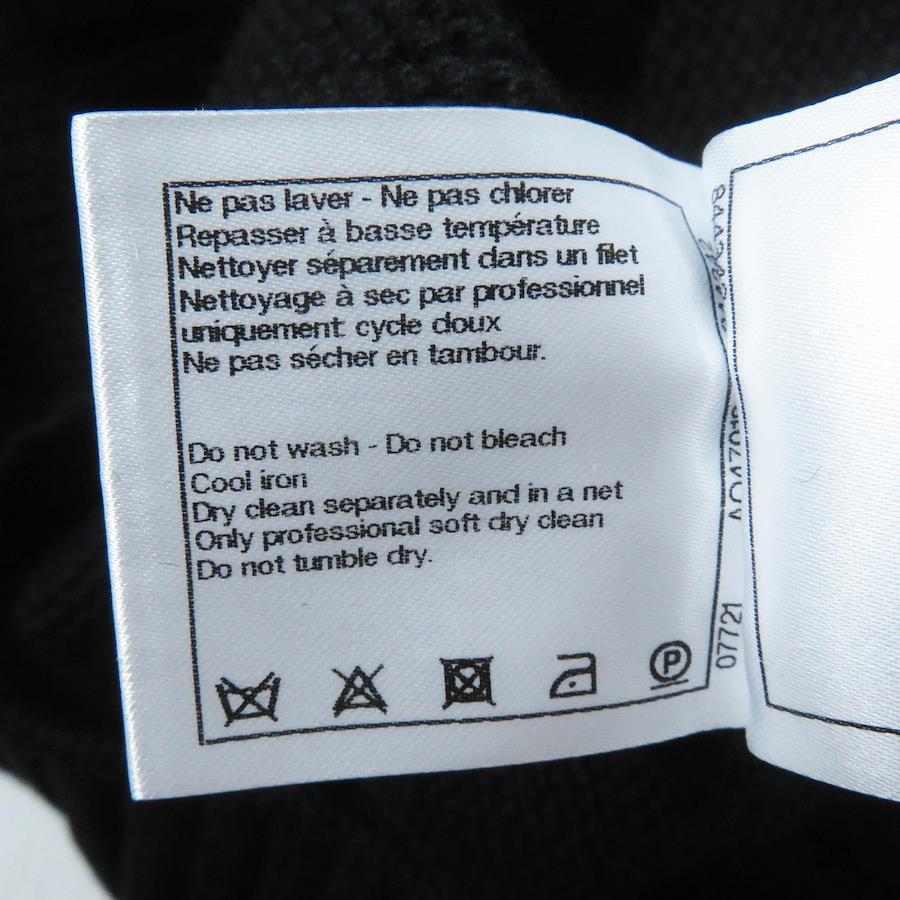 Ne pas laver - Ne pas chlorer
Repasser à basse température
Nettoyer séparement dans un filet
Nettoyage à sec par professionnel
uniquement: cycle doux
Ne pas sécher en tambour.
Do not wash - Do not bleach
Cool iron
Dry clean separately and in a net
Only professional soft dry clean
Do not tumble dry.
P
07721